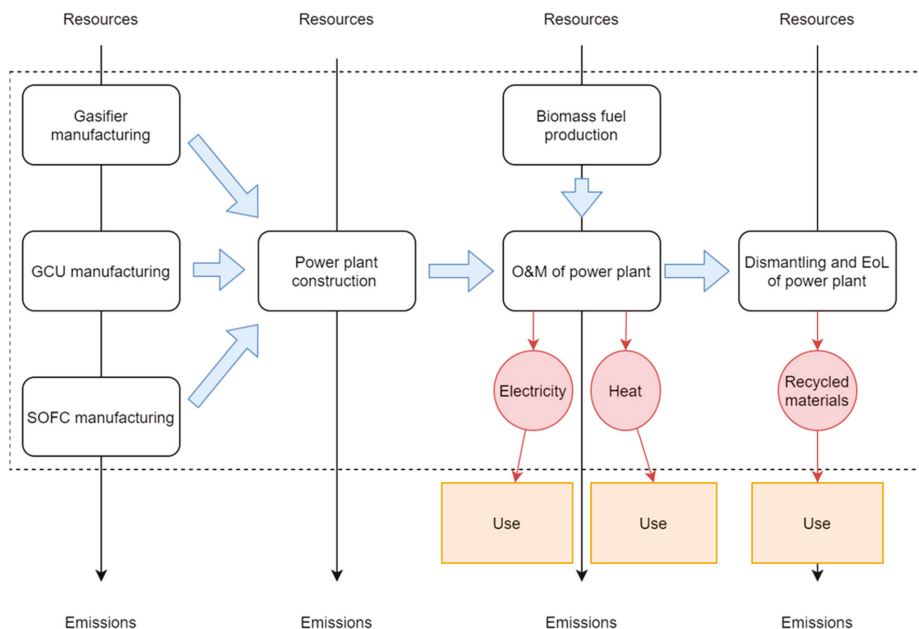 Resources
Resources
Resources
Resources
Gasifier
manufacturing
Biomass fuel
production
GCU manufacturing
Power plant
construction
O&M of power plant
Dismantling and EoL
of power plant
SOFC manufacturing
Electricity
Heat
Recycled
materials
Use
Use
Use
Emissions
Emissions
Emissions
Emissions